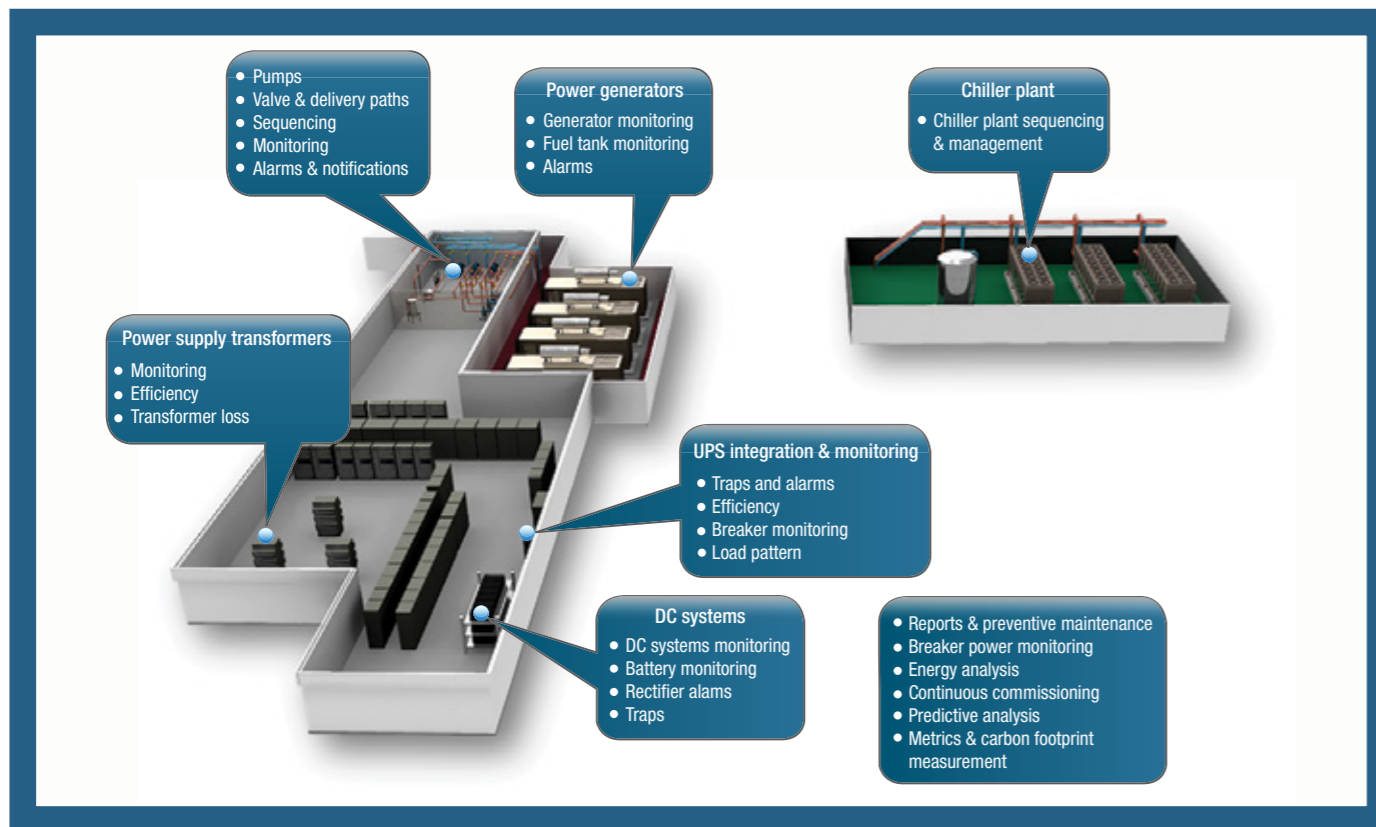 • Pumps
• Valve & delivery paths
• Sequencing
• Monitoring
• Alarms & notifications
Power generators
• Generator monitoring
• Fuel tank monitoring
• Alarms
Chiller plant
• Chiller plant sequencing
& management
Power supply transformers
• Monitoring
• Efficiency
• Transformer loss
UPS integration & monitoring
• Traps and alarms
• Efficiency
• Breaker monitoring
• Load pattern
DC systems
• DC systems monitoring
• Battery monitoring
• Rectifier alams
• Traps
• Reports & preventive maintenance
• Breaker power monitoring
• Energy analysis
• Continuous commissioning
• Predictive analysis
• Metrics & carbon footprint
measurement